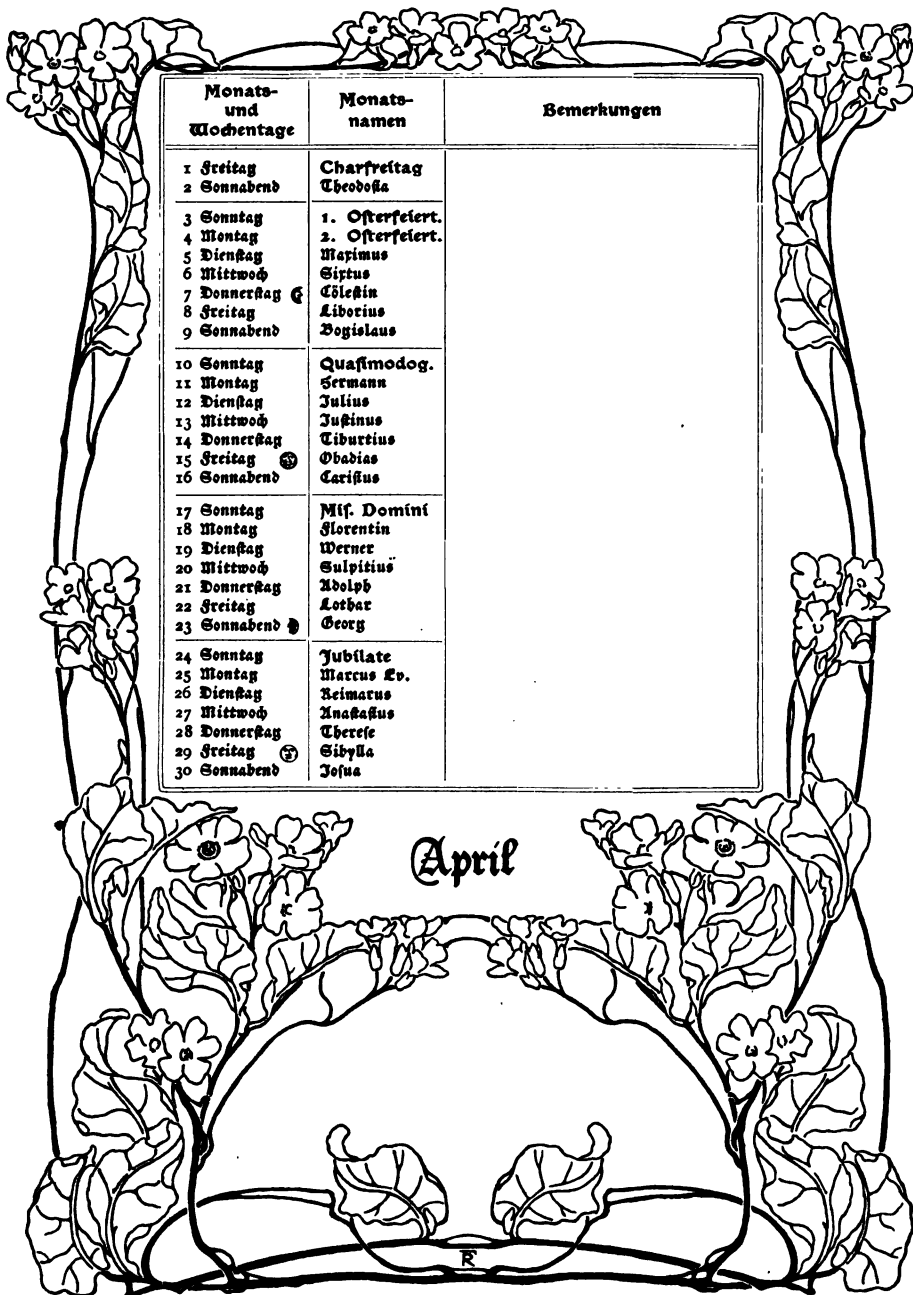 Monats- und Wochentage Monats- namen Bemerkungen
1 Freitag Charfreitag
2 Sonnabend Theodosia
3 Sonntag 1. Osterfeiert.
4 Montag 2. Osterfeiert.
5 Dienstag Maximus
6 Mittwoch Sixtus
7 Donnerstag Cölestin
8 Freitag Liborius
9 Sonnabend Bogislaus
10 Sonntag Quasimodog.
11 Montag Hermann
12 Dienstag Julius
13 Mittwoch Justinus
14 Donnerstag Tiburtius
15 Freitag Obadias
16 Sonnabend Carisius
17 Sonntag Mis. Domini
18 Montag Florentin
19 Dienstag Werner
20 Mittwoch Sulpitius
21 Donnerstag Adolph
22 Freitag Lothar
23 Sonnabend Georg
24 Sonntag Jubilate
25 Montag Marcus Ev.
26 Dienstag Reimarus
27 Mittwoch Anastasius
28 Donnerstag Therese
29 Freitag Sibylla
30 Sonnabend Josua
April